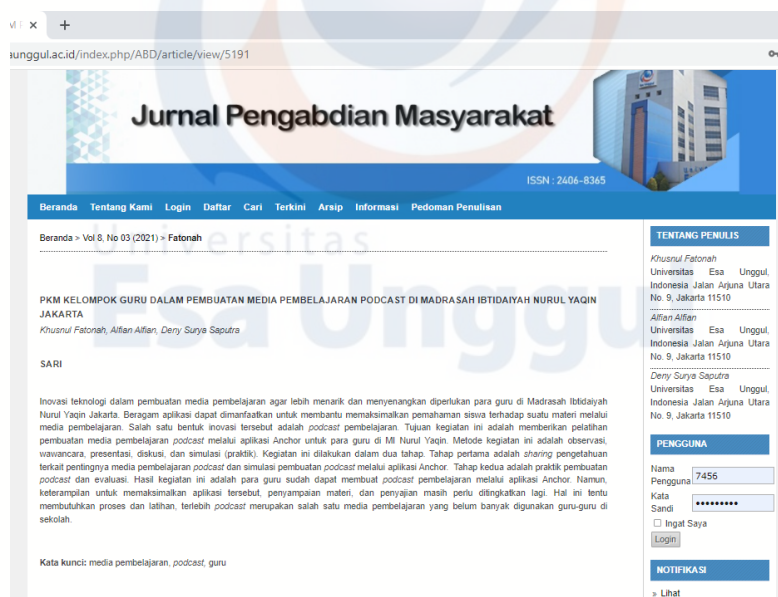 aunggul.ac.id/index.php/ABD/article/view/5191
Jurnal Pengabdian Masyarakat
ISSN : 2406-8365
Beranda Tentang Kami Login Daftar Cari Terkini Arsip Informasi Pedoman Penulisan
Beranda > Vol 8, No 03 (2021) > Fatonah
Universitas
Esa Unggul
PKM KELOMPOK GURU DALAM PEMBUATAN MEDIA PEMBELAJARAN PODCAST DI MADRASAH IBTIDAIYAH NURUL YAQIN
JAKARTA
Khusnul Fatonah, Alfian Alfian, Deny Surya Saputra
SARI
Inovasi teknologi dalam pembuatan media pembelajaran agar lebih menarik dan menyenangkan diperlukan para guru di Madrasah Ibtidaiyah
Nurul Yaqin Jakarta. Beragam aplikasi dapat dimanfaatkan untuk membantu memaksimalkan pemahaman siswa terhadap suatu materi melalui
media pembelajaran. Salah satu bentuk inovasi tersebut adalah podcast pembelajaran. Tujuan kegiatan ini adalah memberikan pelatihan
pembuatan media pembelajaran podcast melalui aplikasi Anchor untuk para guru di MI Nurul Yaqin. Metode kegiatan ini adalah observasi,
wawancara, presentasi, diskusi, dan simulasi (praktik). Kegiatan ini dilakukan dalam dua tahap. Tahap pertama adalah sharing pengetahuan
terkait pentingnya media pembelajaran podcast dan simulasi pembuatan podcast melalui aplikasi Anchor. Tahap kedua adalah praktik pembuatan
podcast dan evaluasi. Hasil kegiatan ini adalah para guru sudah dapat membuat podcast pembelajaran melalui aplikasi Anchor. Namun,
keterampilan untuk memaksimalkan aplikasi tersebut, penyampaian materi, dan penyajian masih perlu ditingkatkan lagi. Hal ini tentu
membutuhkan proses dan latihan, terlebih podcast merupakan salah satu media pembelajaran yang belum banyak digunakan guru-guru di
sekolah.
Kata kunci: media pembelajaran, podcast, guru
TENTANG PENULIS
Khusnul Fatonah
Universitas Esa Unggul,
Indonesia Jalan Arjuna Utara
No. 9, Jakarta 11510
Alfian Alfian
Universitas Esa Unggul,
Indonesia Jalan Arjuna Utara
No. 9, Jakarta 11510
Deny Surya Saputra
Universitas Esa Unggul,
Indonesia Jalan Arjuna Utara
No. 9, Jakarta 11510
PENGGUNA
Nama
Pengguna 7456
Kata
Sandi •••••••••
Ingat Saya
Login
NOTIFIKASI
» Lihat